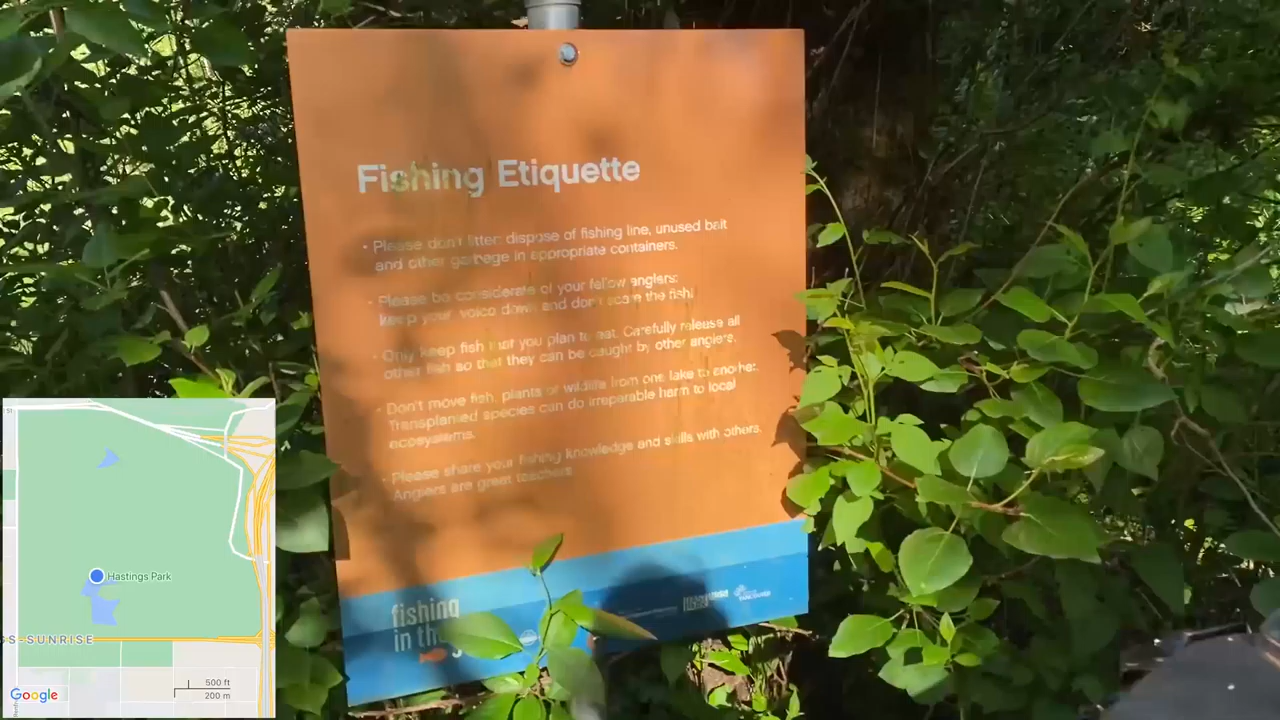 Fishing Etiquette
• Please don't litter: dispose of fishing line, unused bait
and other garbage in appropriate containers.
• Please be considerate of your fellow anglers:
keep your voice down and don't scare the fish!
• Only keep fish that you plan to eat. Carefully release all
other fish so that they can be caught by other anglers.
• Don't move fish, plants or wildlife from one lake to another.
Transplanted species can do irreparable harm to local
ecosystems.
• Please share your fishing knowledge and skills with others.
Anglers are great teachers.
fishing
in the
VANCOUVER
Hastings Park
S-SUNRISE
500 ft
200 m
Google